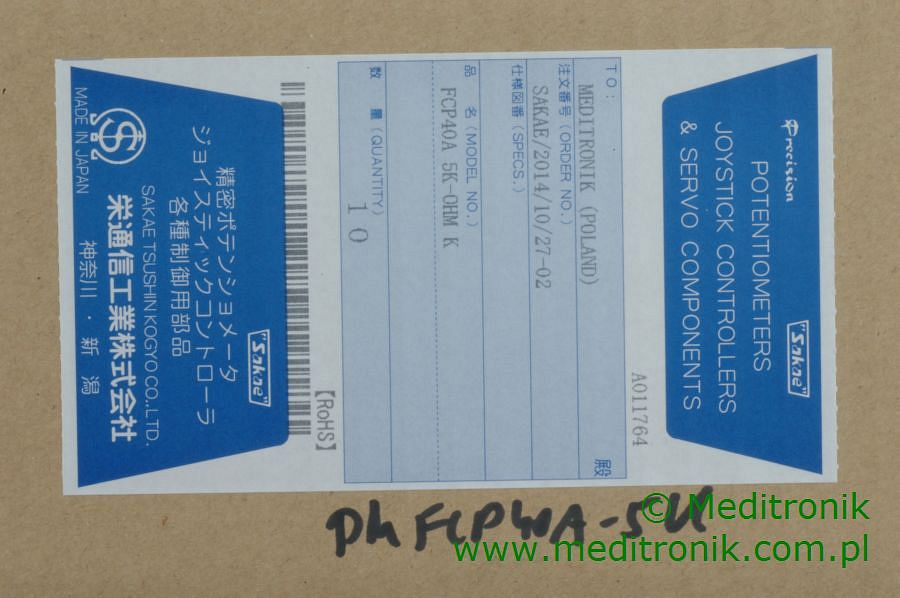 Precision
POTENTIOMETERS
JOYSTICK CONTROLLERS
& SERVO COMPONENTS
"Sakae"
A011764
TO:
MEDITRONIK (POLAND)
殿
注文番号 (ORDER NO.)
SAKAE/2014/10/27-02
仕様図番 (SPECS.)
品 名 (MODEL NO.)
FCP40A 5K-OHM K
数 量 (QUANTITY)
10
【RoHS】
"Sakae"
精密ポテンショメータ
ジョイスティックコントローラ
各種制御用部品
SAKAE TSUSHIN KOGYO CO.,LTD.
栄通信工業株式会社
神奈川・新潟
MADE IN JAPAN
FCP40A-5K
© Meditronik
www.meditronik.com.pl